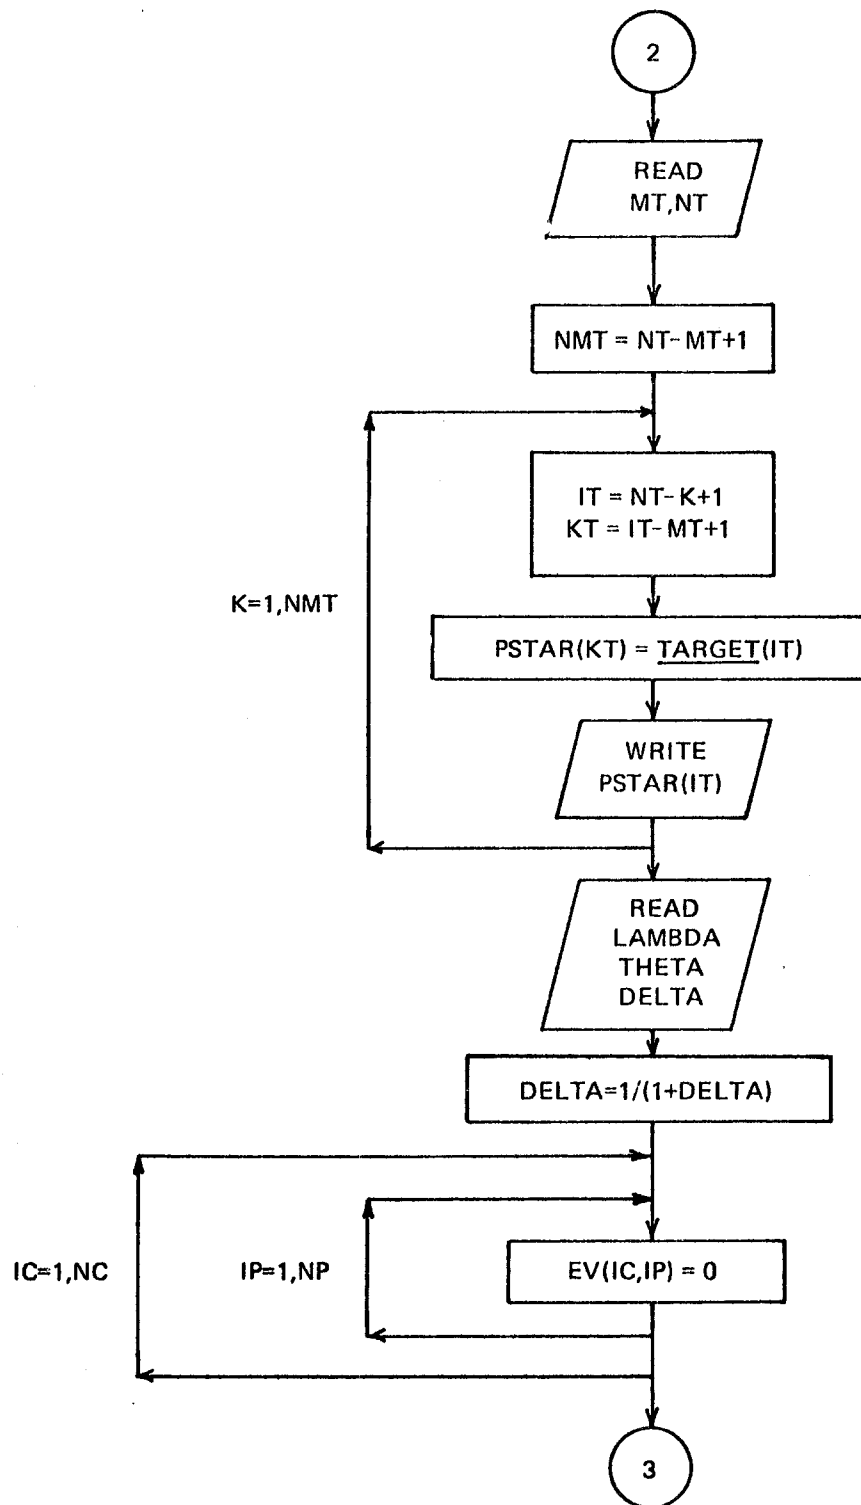 2
READ
MT,NT
NMT = NT-MT+1
IT = NT-K+1
KT = IT-MT+1
K=1,NMT
PSTAR(KT) = TARGET(IT)
WRITE
PSTAR(IT)
READ
LAMBDA
THETA
DELTA
DELTA=1/(1+DELTA)
IC=1,NC
IP=1,NP
EV(IC,IP) = 0
3